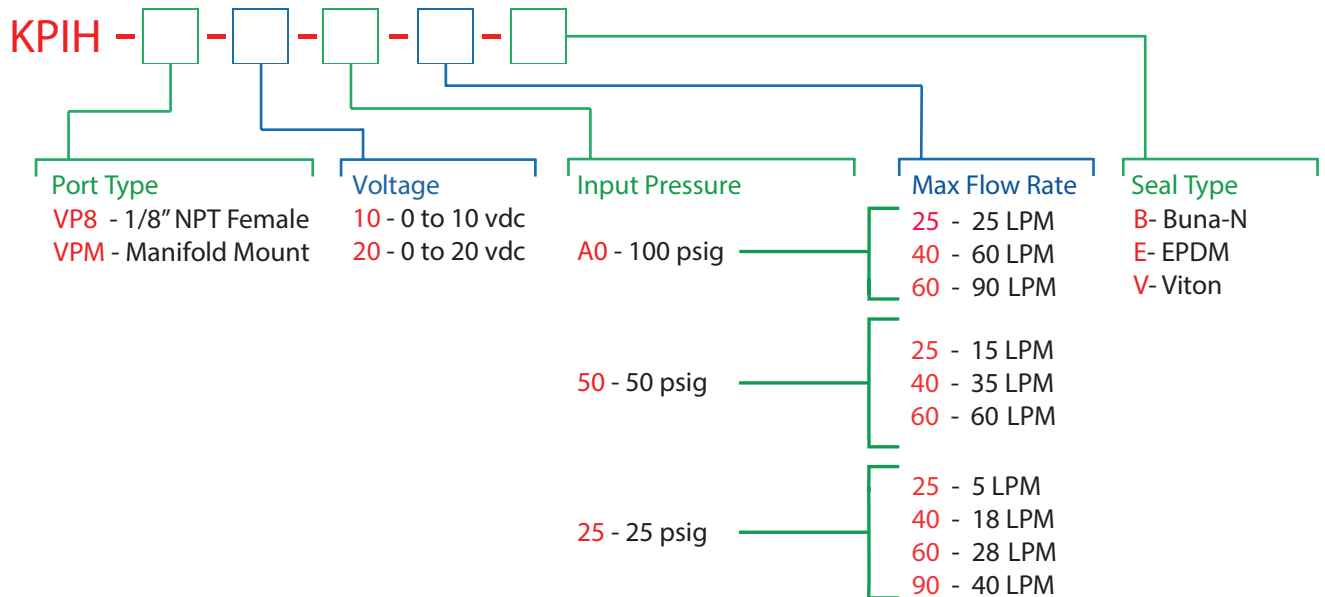 KPIH - - - - -
Port Type
VP8 - 1/8” NPT Female
VPM - Manifold Mount
Voltage
10 - 0 to 10 vdc
20 - 0 to 20 vdc
Input Pressure
A0 - 100 psig
50 - 50 psig
25 - 25 psig
Max Flow Rate
25 - 25 LPM
40 - 60 LPM
60 - 90 LPM
25 - 15 LPM
40 - 35 LPM
60 - 60 LPM
25 - 5 LPM
40 - 18 LPM
60 - 28 LPM
90 - 40 LPM
Seal Type
B- Buna-N
E- EPDM
V- Viton